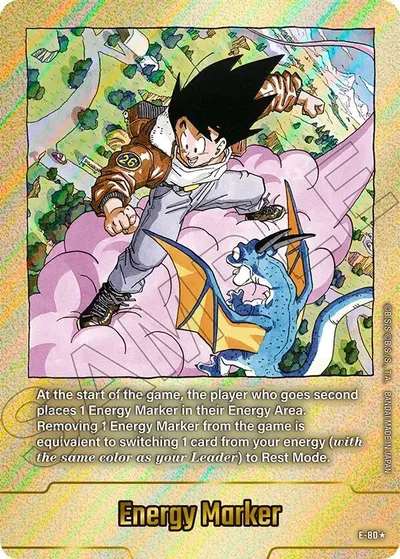 26
At the start of the game, the player who goes second
places 1 Energy Marker in their Energy Area.
Removing 1 Energy Marker from the game is
equivalent to switching 1 card from your energy (with
the same color as your Leader) to Rest Mode.
Energy Marker
E-80★
SAMPLE